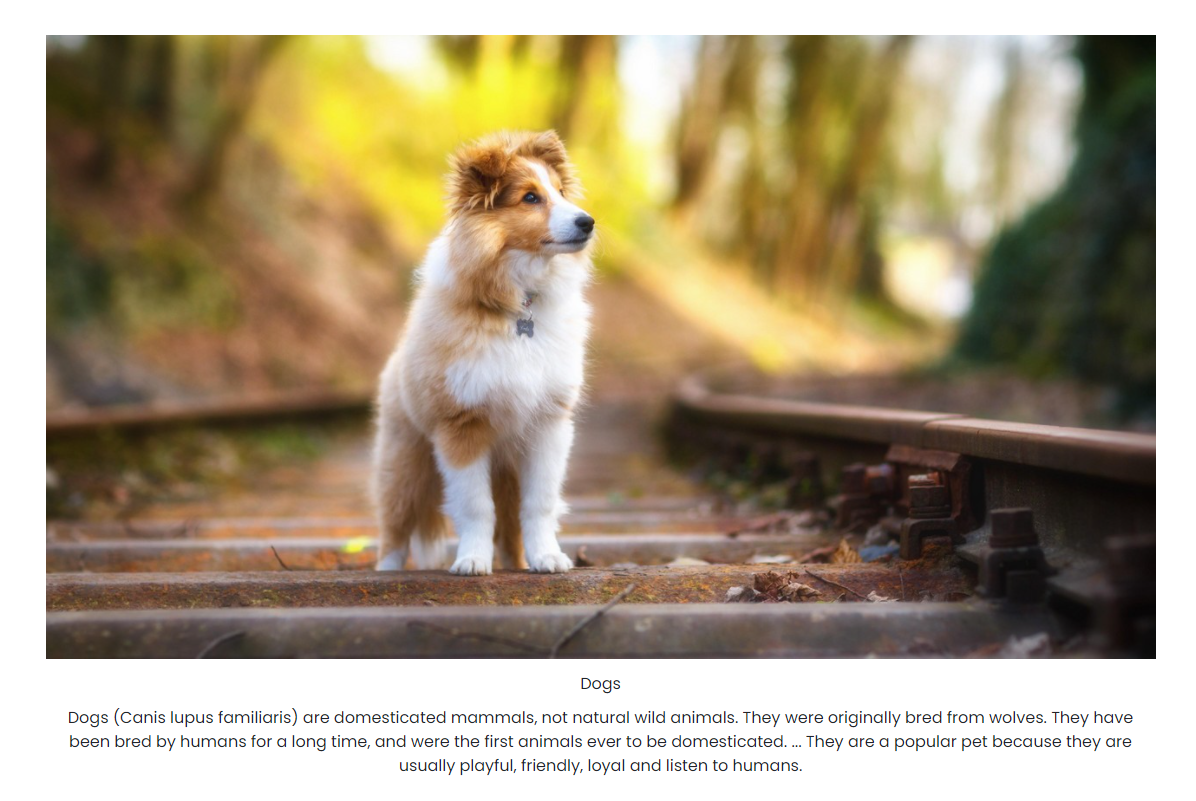 Dogs
Dogs (Canis lupus familiaris) are domesticated mammals, not natural wild animals. They were originally bred from wolves. They have
been bred by humans for a long time, and were the first animals ever to be domesticated. ... They are a popular pet because they are
usually playful, friendly, loyal and listen to humans.